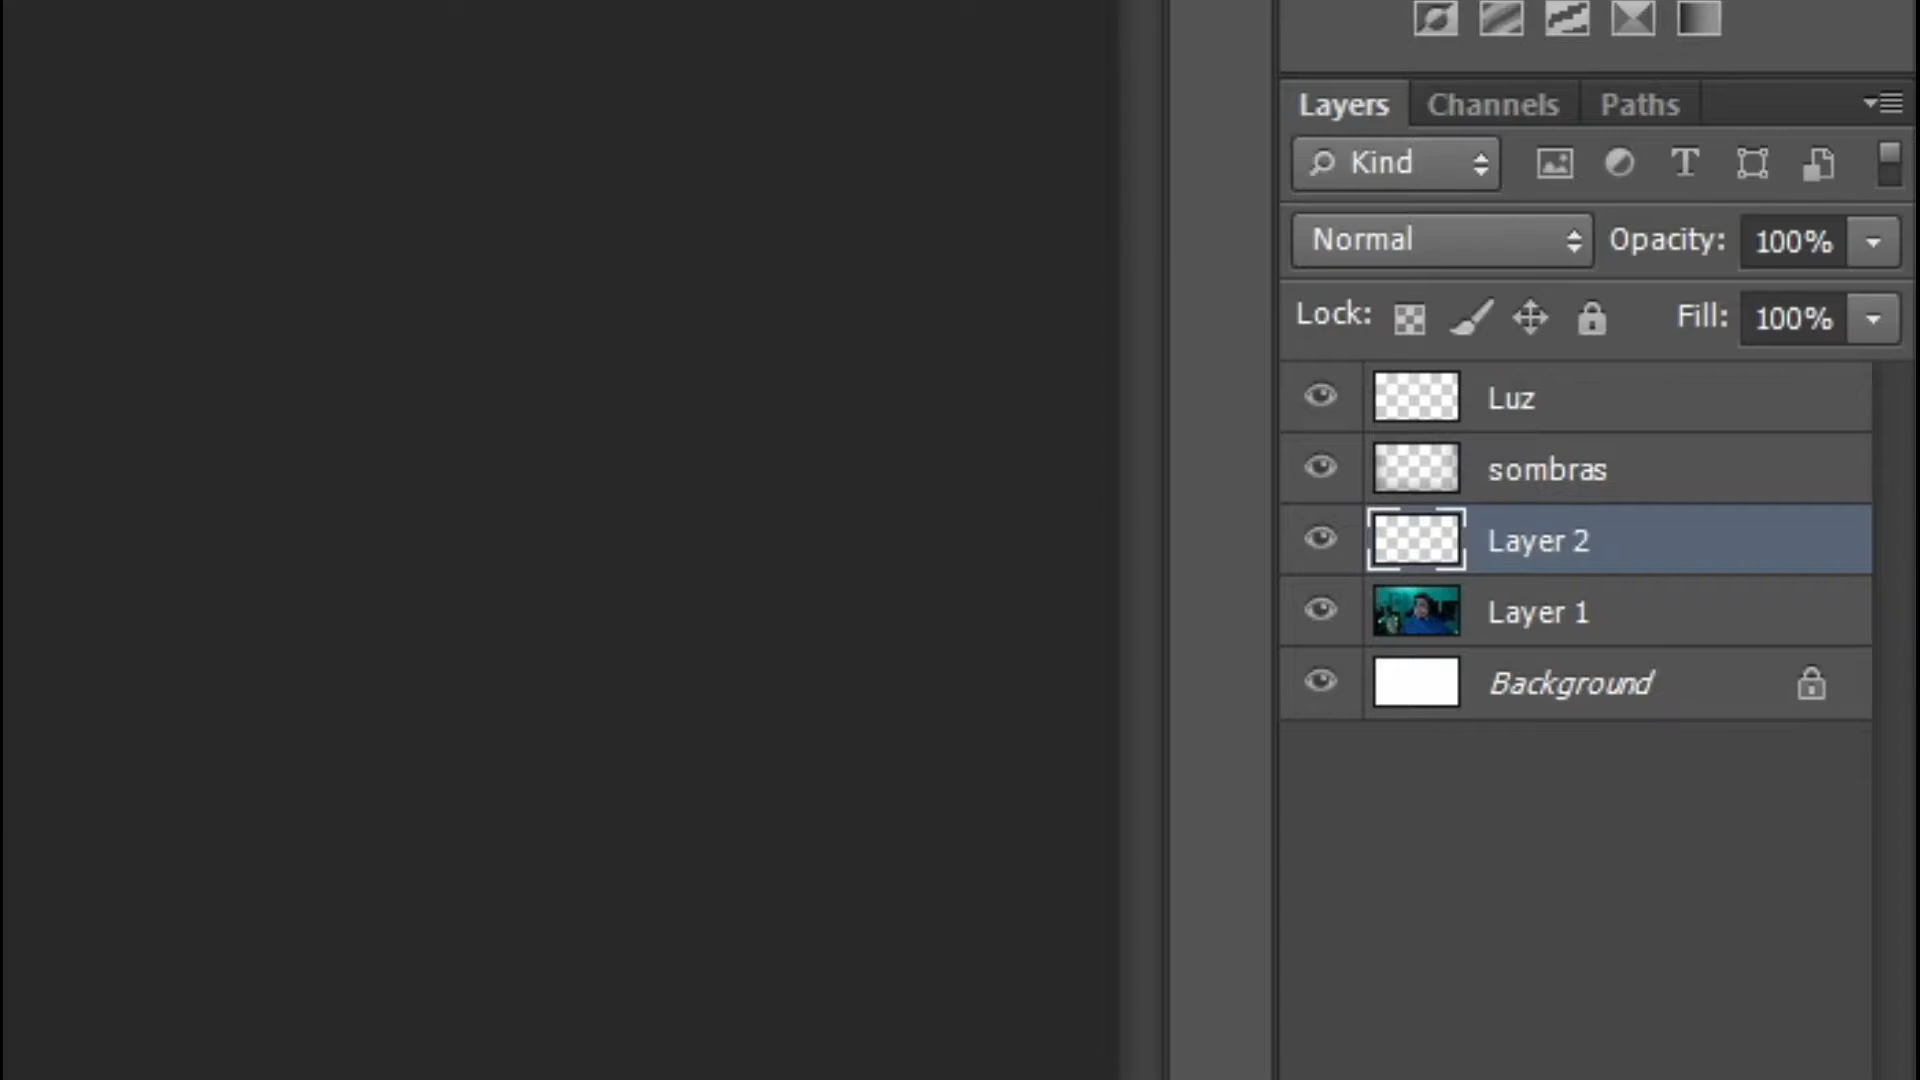 Layers Channels Paths
Kind
Normal Opacity: 100%
Lock: Fill: 100%
Luz
sombras
Layer 2
Layer 1
Background